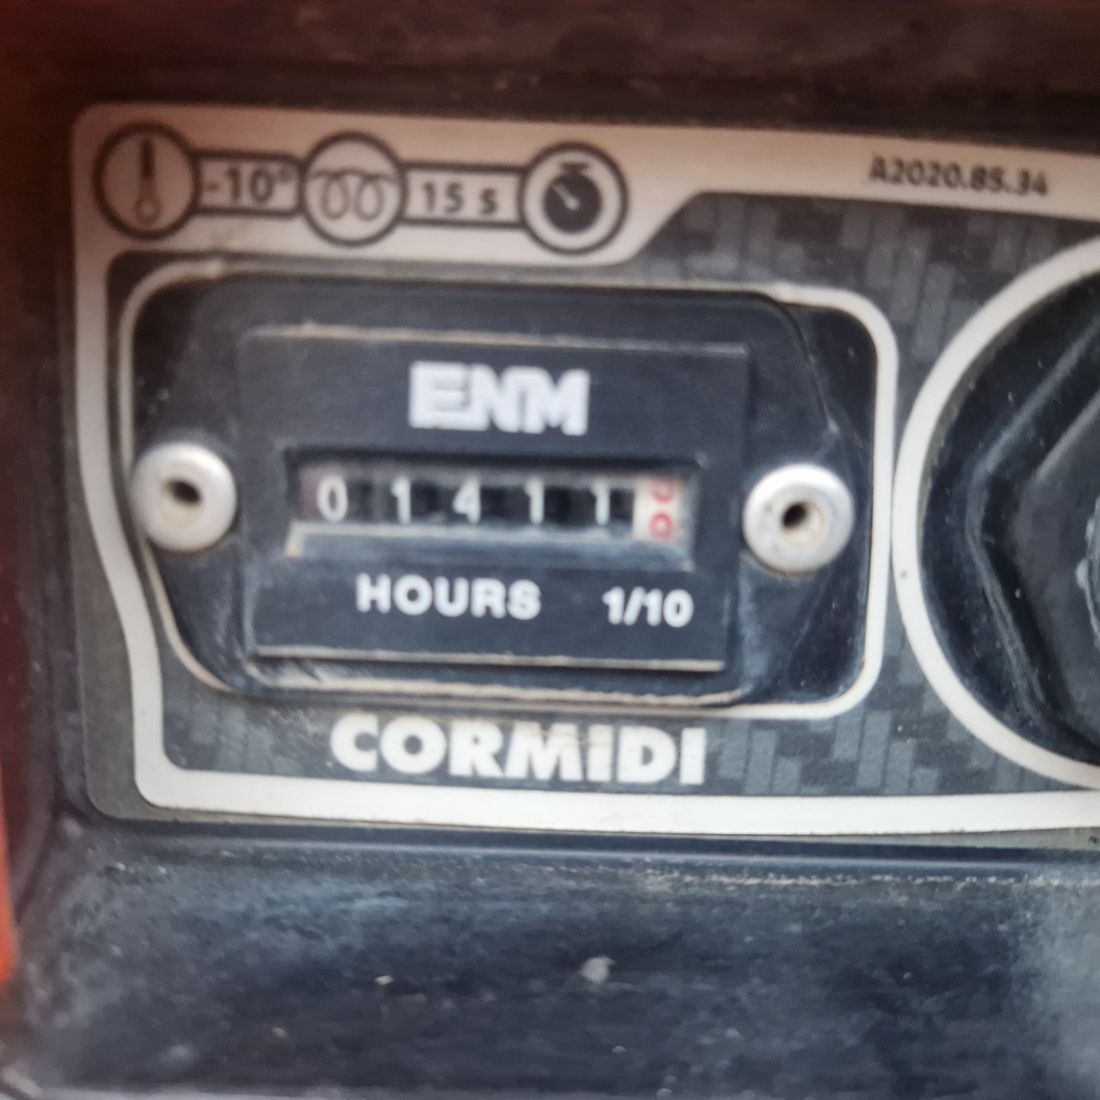 -10° 15 s
A2020.85.34
ENM
0 1 4 1 1
HOURS 1/10
CORMIDI